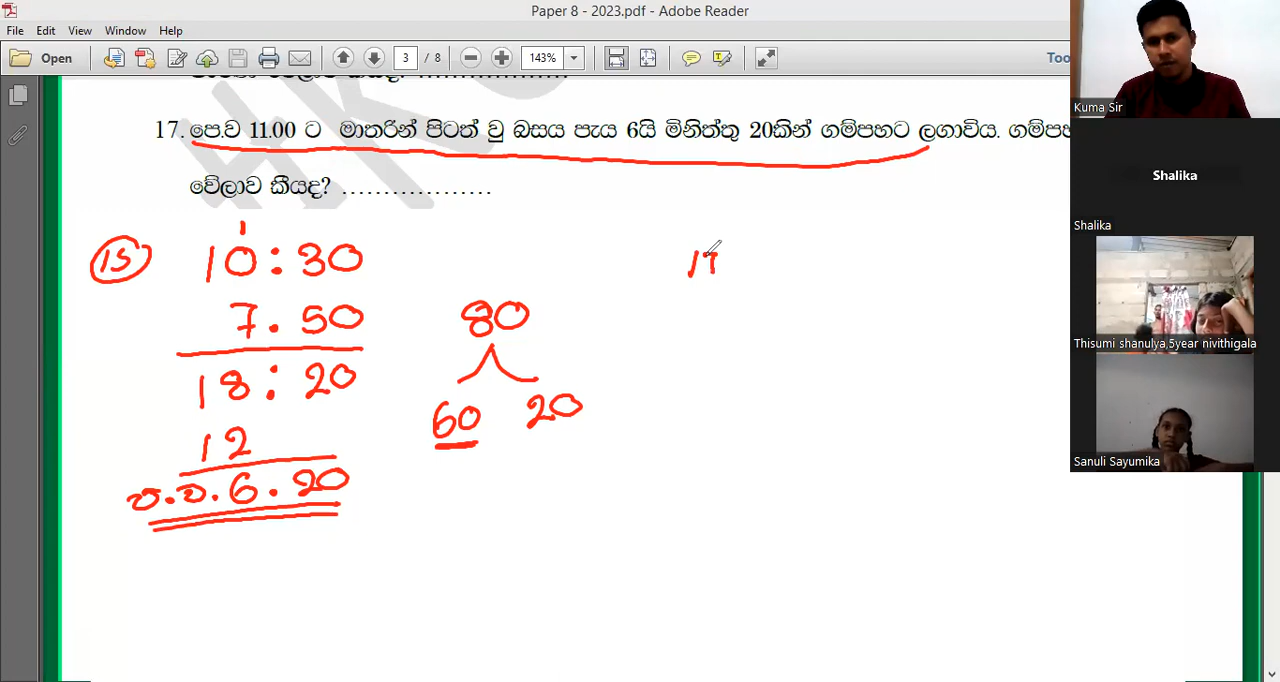 Paper 8 - 2023.pdf - Adobe Reader
File Edit View Window Help
Open 3 / 8 143% Too
17. පෙ.ව 11.00 ට මාතරින් පිටත් වු බසය පැය 6යි මිනිත්තු 20කින් ගම්පහට ලගාවිය. ගම්පහ
වේලාව කීයද? ..................
15
1
10:30
7.50
18:20
12
ප.ව. 6.20
80
60 20
Kuma Sir
Shalika
Shalika
Thisumi shanulya,5year nivithigala
Sanuli Sayumika